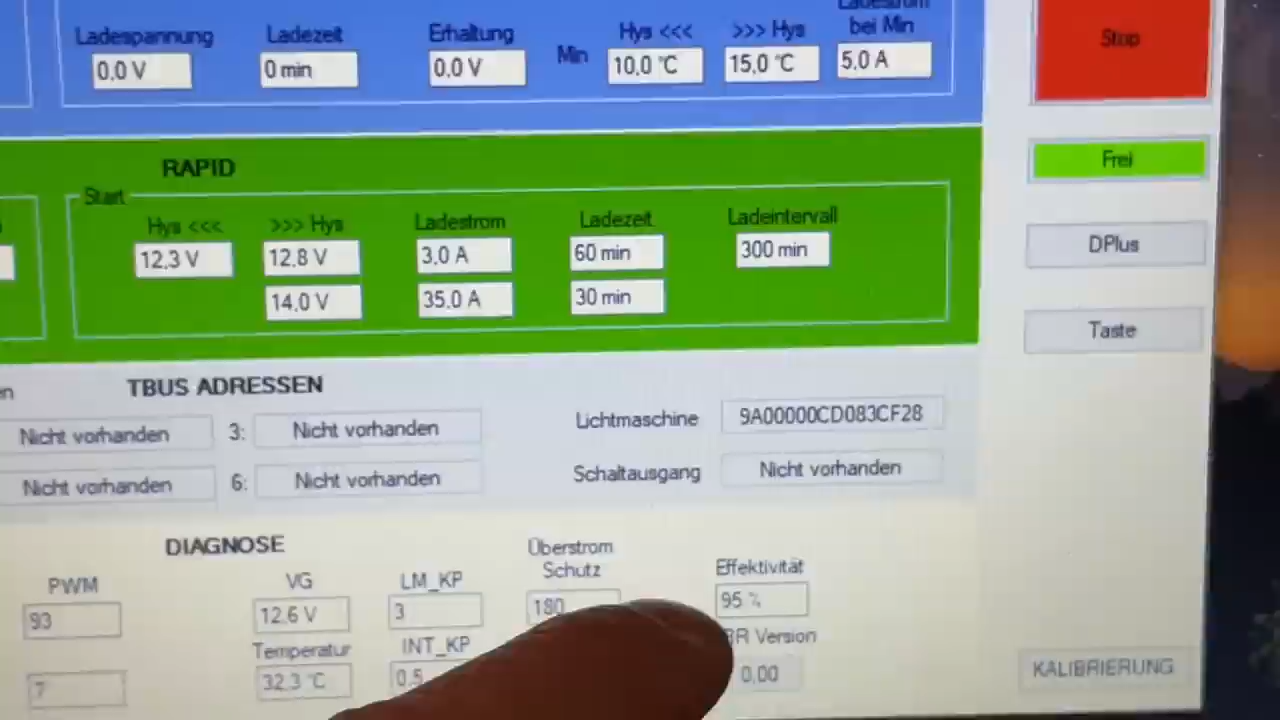 Ladestrom
Ladespannung Ladezeit Erhaltung Hys <<< >>> Hys bei Min
0,0 V 0 min 0,0 V Min 10,0 °C 15,0 °C 5,0 A
Stop
RAPID
Frei
Start
Hys <<< >>> Hys Ladestrom Ladezeit Ladeintervall
12,3 V 12,8 V 3,0 A 60 min 300 min
14,0 V 35,0 A 30 min
DPlus
Taste
TBUS ADRESSEN
Nicht vorhanden 3: Nicht vorhanden Lichtmaschine 9A00000CD083CF28
Nicht vorhanden 6: Nicht vorhanden Schaltausgang Nicht vorhanden
DIAGNOSE
PWM VG LM_KP Überstrom Schutz Effektivität
93 12.6 V 3 180 95 %
Temperatur INT_KP Version
7 32.3 °C 0.5 0,00
KALIBRIERUNG